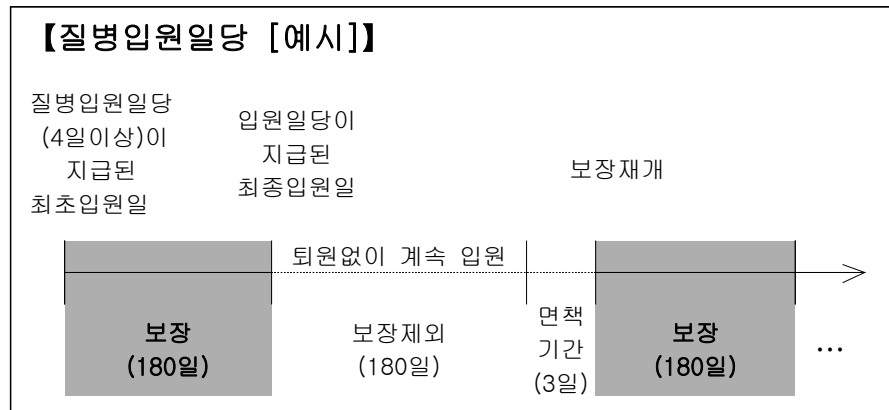 【질병입원일당 [예시]】
질병입원일당
(4일이상)이
지급된
최초입원일
입원일당이
지급된
최종입원일
보장재개
퇴원없이 계속 입원
보장
(180일)
보장제외
(180일)
면책
기간
(3일)
보장
(180일)
…